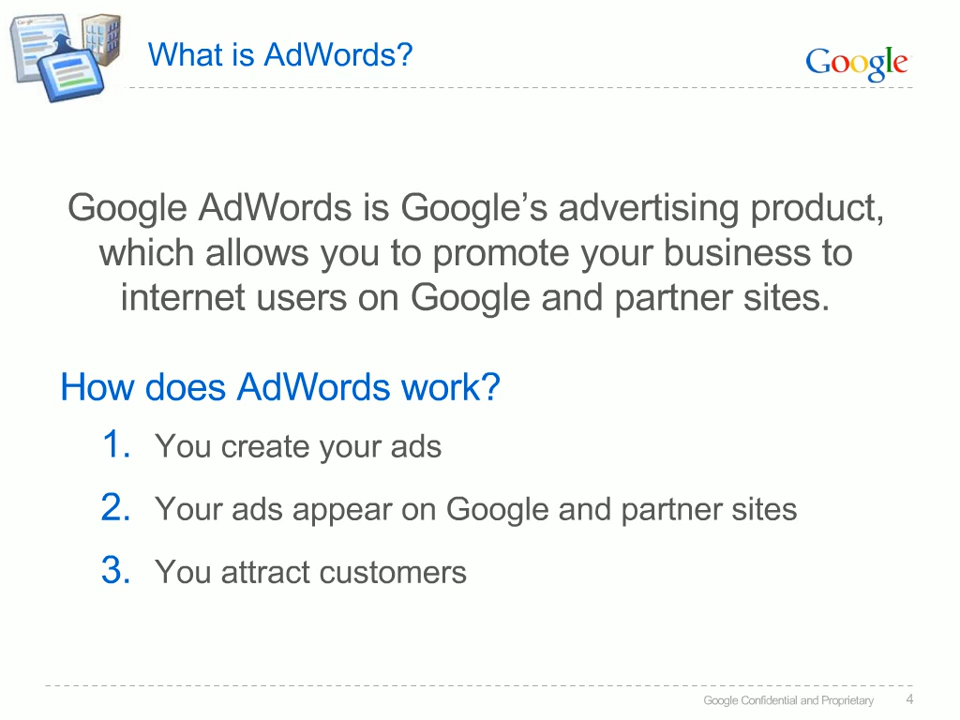 What is AdWords?
Google
Google AdWords is Google’s advertising product,
which allows you to promote your business to
internet users on Google and partner sites.
How does AdWords work?
1. You create your ads
2. Your ads appear on Google and partner sites
3. You attract customers
Google Confidential and Proprietary 4